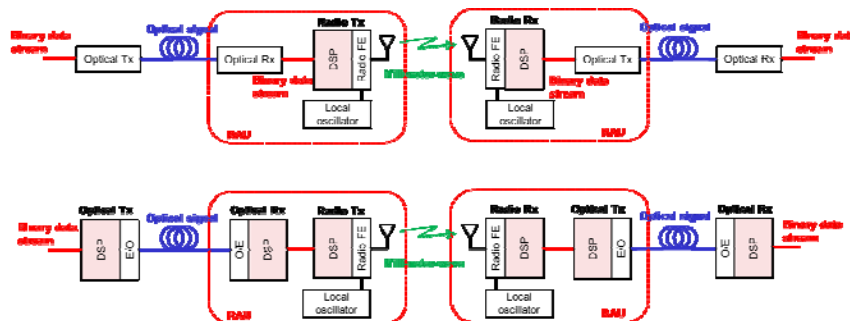 Radio Tx
Radio Rx
Binary data
stream
Optical signal
Optical Tx
Optical Rx
Binary data
stream
DSP
Radio FE
Local
oscillator
RAU
Millimeter-wave
Radio FE
DSP
Local
oscillator
Binary data
stream
Optical Tx
RAU
Optical signal
Optical Rx
Binary data
stream
Optical Tx
Optical Rx
Radio Tx
Radio Rx
Optical Tx
Optical Rx
Binary data
stream
DSP
E/O
Optical signal
O/E
DSP
DSP
Radio FE
Local
oscillator
RAU
Millimeter-wave
Radio FE
DSP
Local
oscillator
DSP
E/O
RAU
Optical signal
O/E
DSP
Binary data
stream